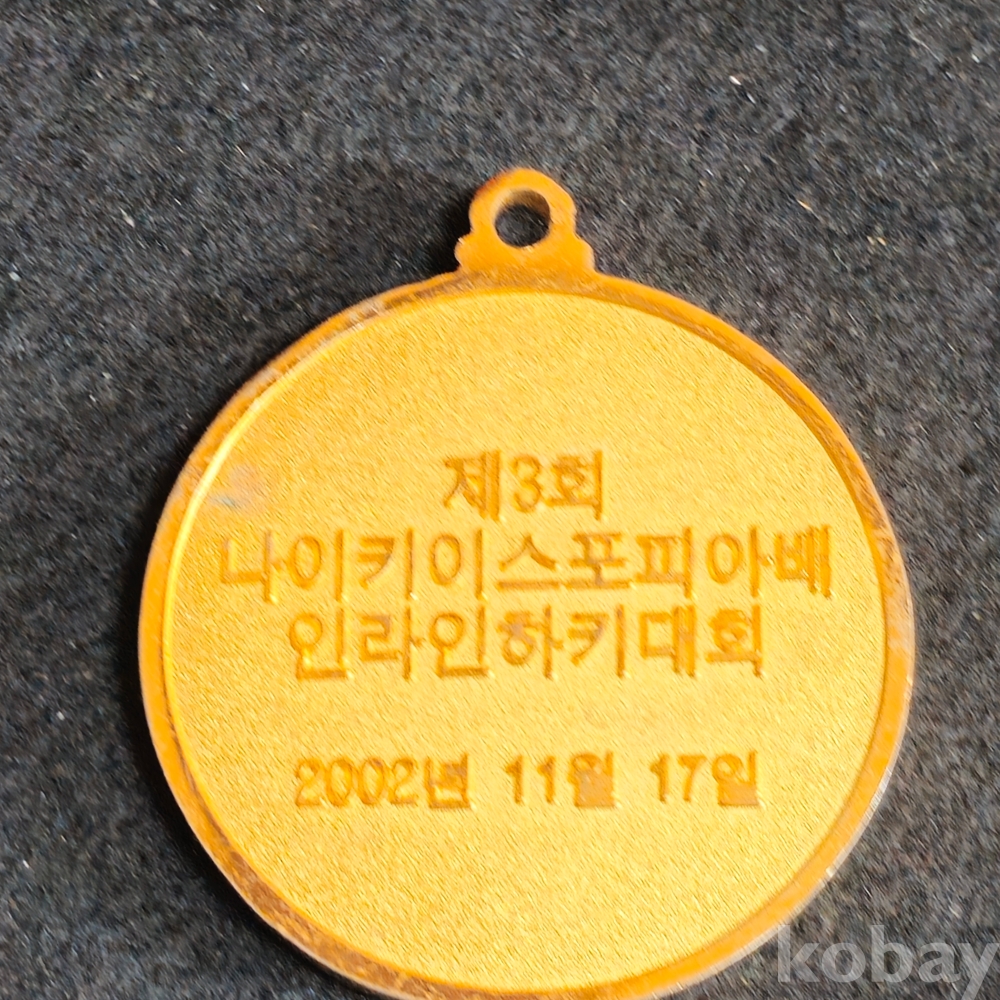 제3회
나이키이스포피아배
인라인하키대회
2002년 11월 17일
kobay